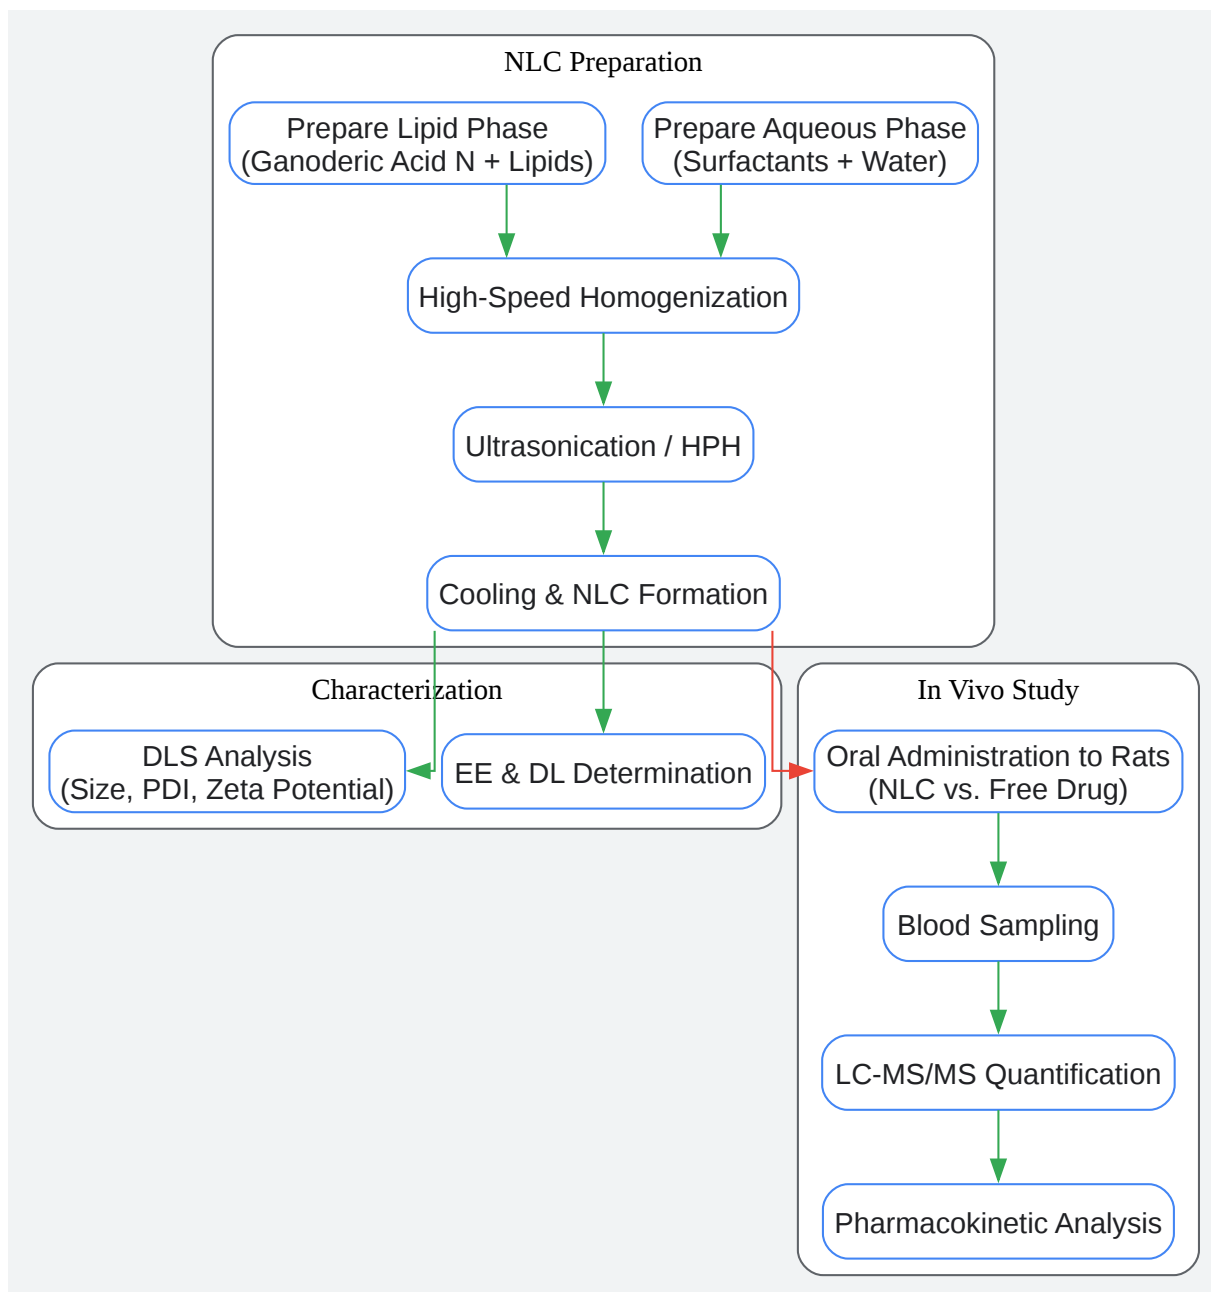 NLC Preparation
Prepare Lipid Phase
(Ganoderic Acid N + Lipids)
Prepare Aqueous Phase
(Surfactants + Water)
High-Speed Homogenization
Ultrasonication / HPH
Cooling & NLC Formation
Characterization
DLS Analysis
(Size, PDI, Zeta Potential)
EE & DL Determination
In Vivo Study
Oral Administration to Rats
(NLC vs. Free Drug)
Blood Sampling
LC-MS/MS Quantification
Pharmacokinetic Analysis